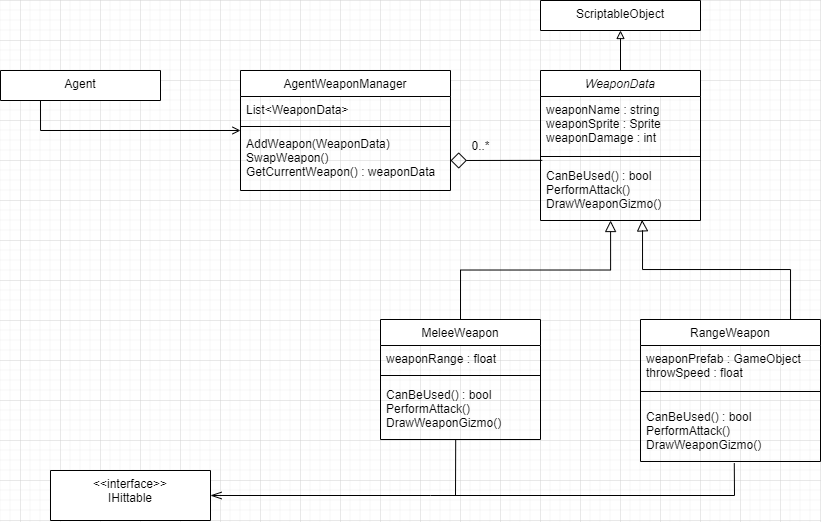 ScriptableObject
Agent
AgentWeaponManager
List<WeaponData>
AddWeapon(WeaponData)
SwapWeapon()
GetCurrentWeapon() : weaponData
0..*
WeaponData
weaponName : string
weaponSprite : Sprite
weaponDamage : int
CanBeUsed() : bool
PerformAttack()
DrawWeaponGizmo()
MeleeWeapon
weaponRange : float
CanBeUsed() : bool
PerformAttack()
DrawWeaponGizmo()
RangeWeapon
weaponPrefab : GameObject
throwSpeed : float
CanBeUsed() : bool
PerformAttack()
DrawWeaponGizmo()
<<interface>>
IHittable